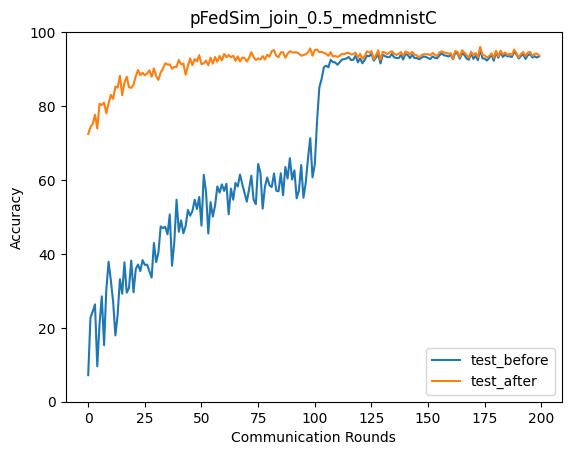 pFedSim_join_0.5_medmnistC
100
80
60
40
20
0
Accuracy
0 25 50 75 100 125 150 175 200
Communication Rounds
test_before
test_after